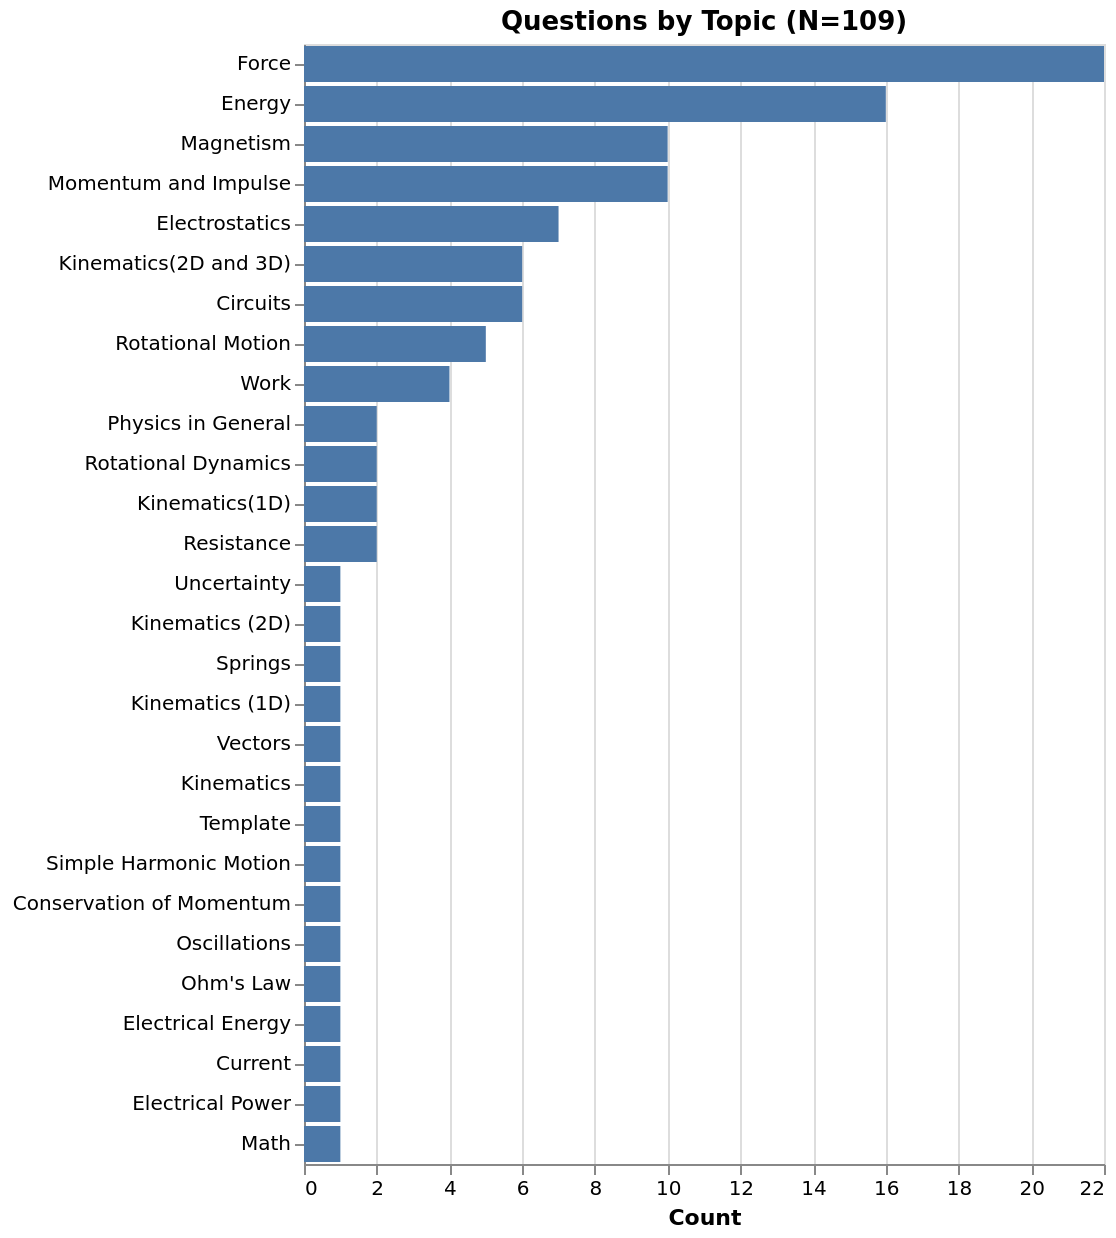 Questions by Topic (N=109)
Force
Energy
Magnetism
Momentum and Impulse
Electrostatics
Kinematics(2D and 3D)
Circuits
Rotational Motion
Work
Physics in General
Rotational Dynamics
Kinematics(1D)
Resistance
Uncertainty
Kinematics (2D)
Springs
Kinematics (1D)
Vectors
Kinematics
Template
Simple Harmonic Motion
Conservation of Momentum
Oscillations
Ohm's Law
Electrical Energy
Current
Electrical Power
Math
0 2 4 6 8 10 12 14 16 18 20 22
Count